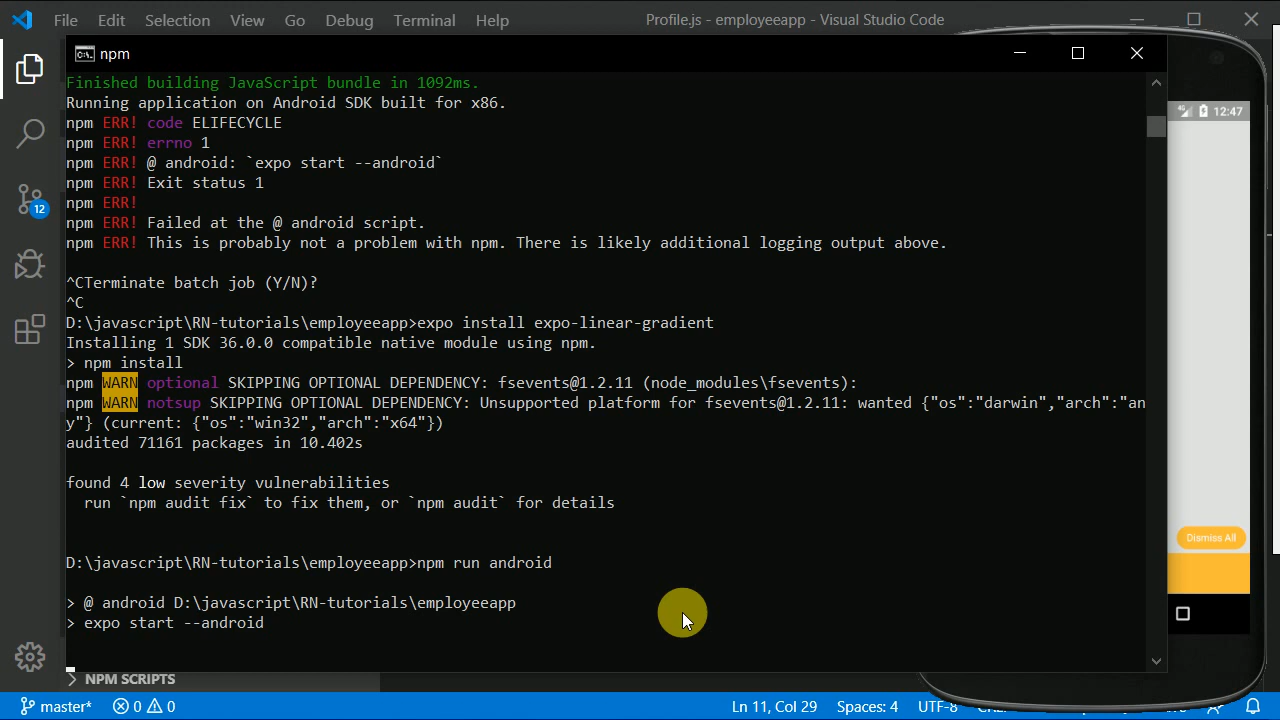 File Edit Selection View Go Debug Terminal Help Profile.js - employeeapp - Visual Studio Code
npm
Finished building JavaScript bundle in 1092ms.
Running application on Android SDK built for x86.
npm ERR! code ELIFECYCLE
npm ERR! errno 1
npm ERR! @ android: `expo start --android`
npm ERR! Exit status 1
npm ERR!
npm ERR! Failed at the @ android script.
npm ERR! This is probably not a problem with npm. There is likely additional logging output above.
^CTerminate batch job (Y/N)?
^C
D:\javascript\RN-tutorials\employeeapp>expo install expo-linear-gradient
Installing 1 SDK 36.0.0 compatible native module using npm.
> npm install
npm WARN optional SKIPPING OPTIONAL DEPENDENCY: fsevents@1.2.11 (node_modules\fsevents):
npm WARN notsup SKIPPING OPTIONAL DEPENDENCY: Unsupported platform for fsevents@1.2.11: wanted {"os":"darwin","arch":"an
y"} (current: {"os":"win32","arch":"x64"})
audited 71161 packages in 10.402s
found 4 low severity vulnerabilities
run `npm audit fix` to fix them, or `npm audit` for details
D:\javascript\RN-tutorials\employeeapp>npm run android
> @ android D:\javascript\RN-tutorials\employeeapp
> expo start --android
12
4G 12:47
Dismiss All
NPM SCRIPTS
master* 0 0 Ln 11, Col 29 Spaces: 4 UTF-8